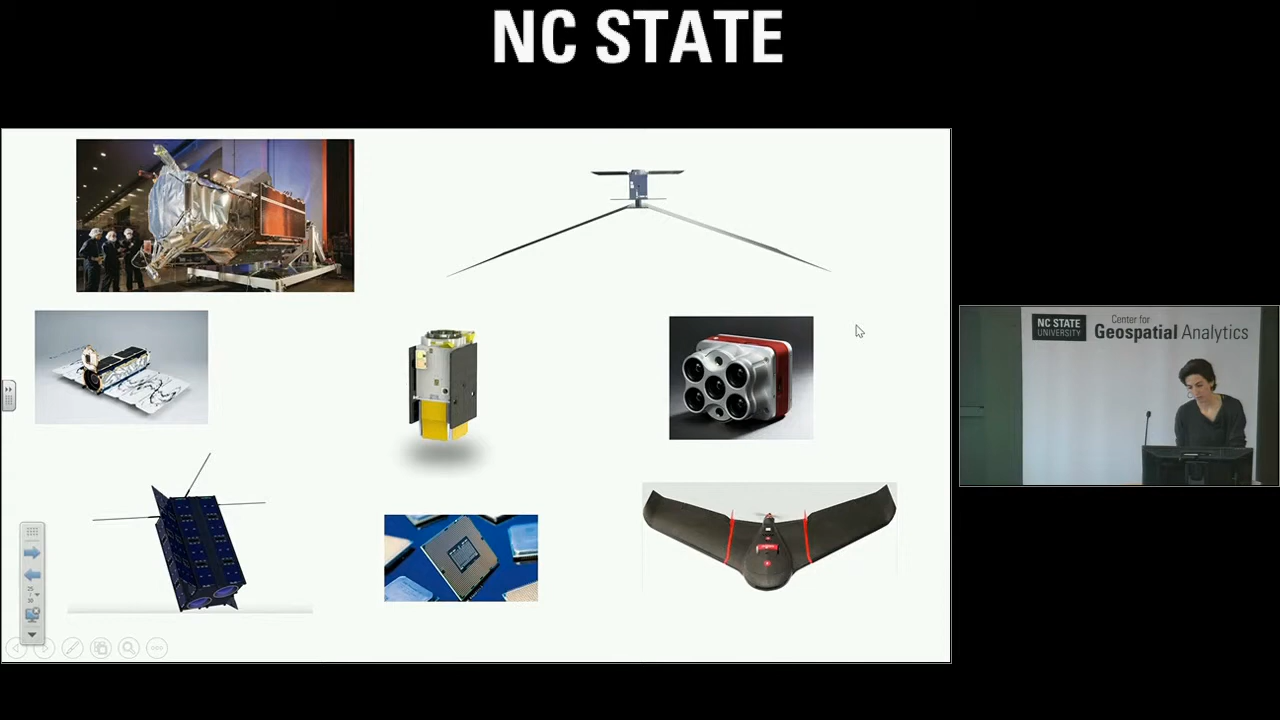 NC STATE
NC STATE
UNIVERSITY
Center for
Geospatial Analytics